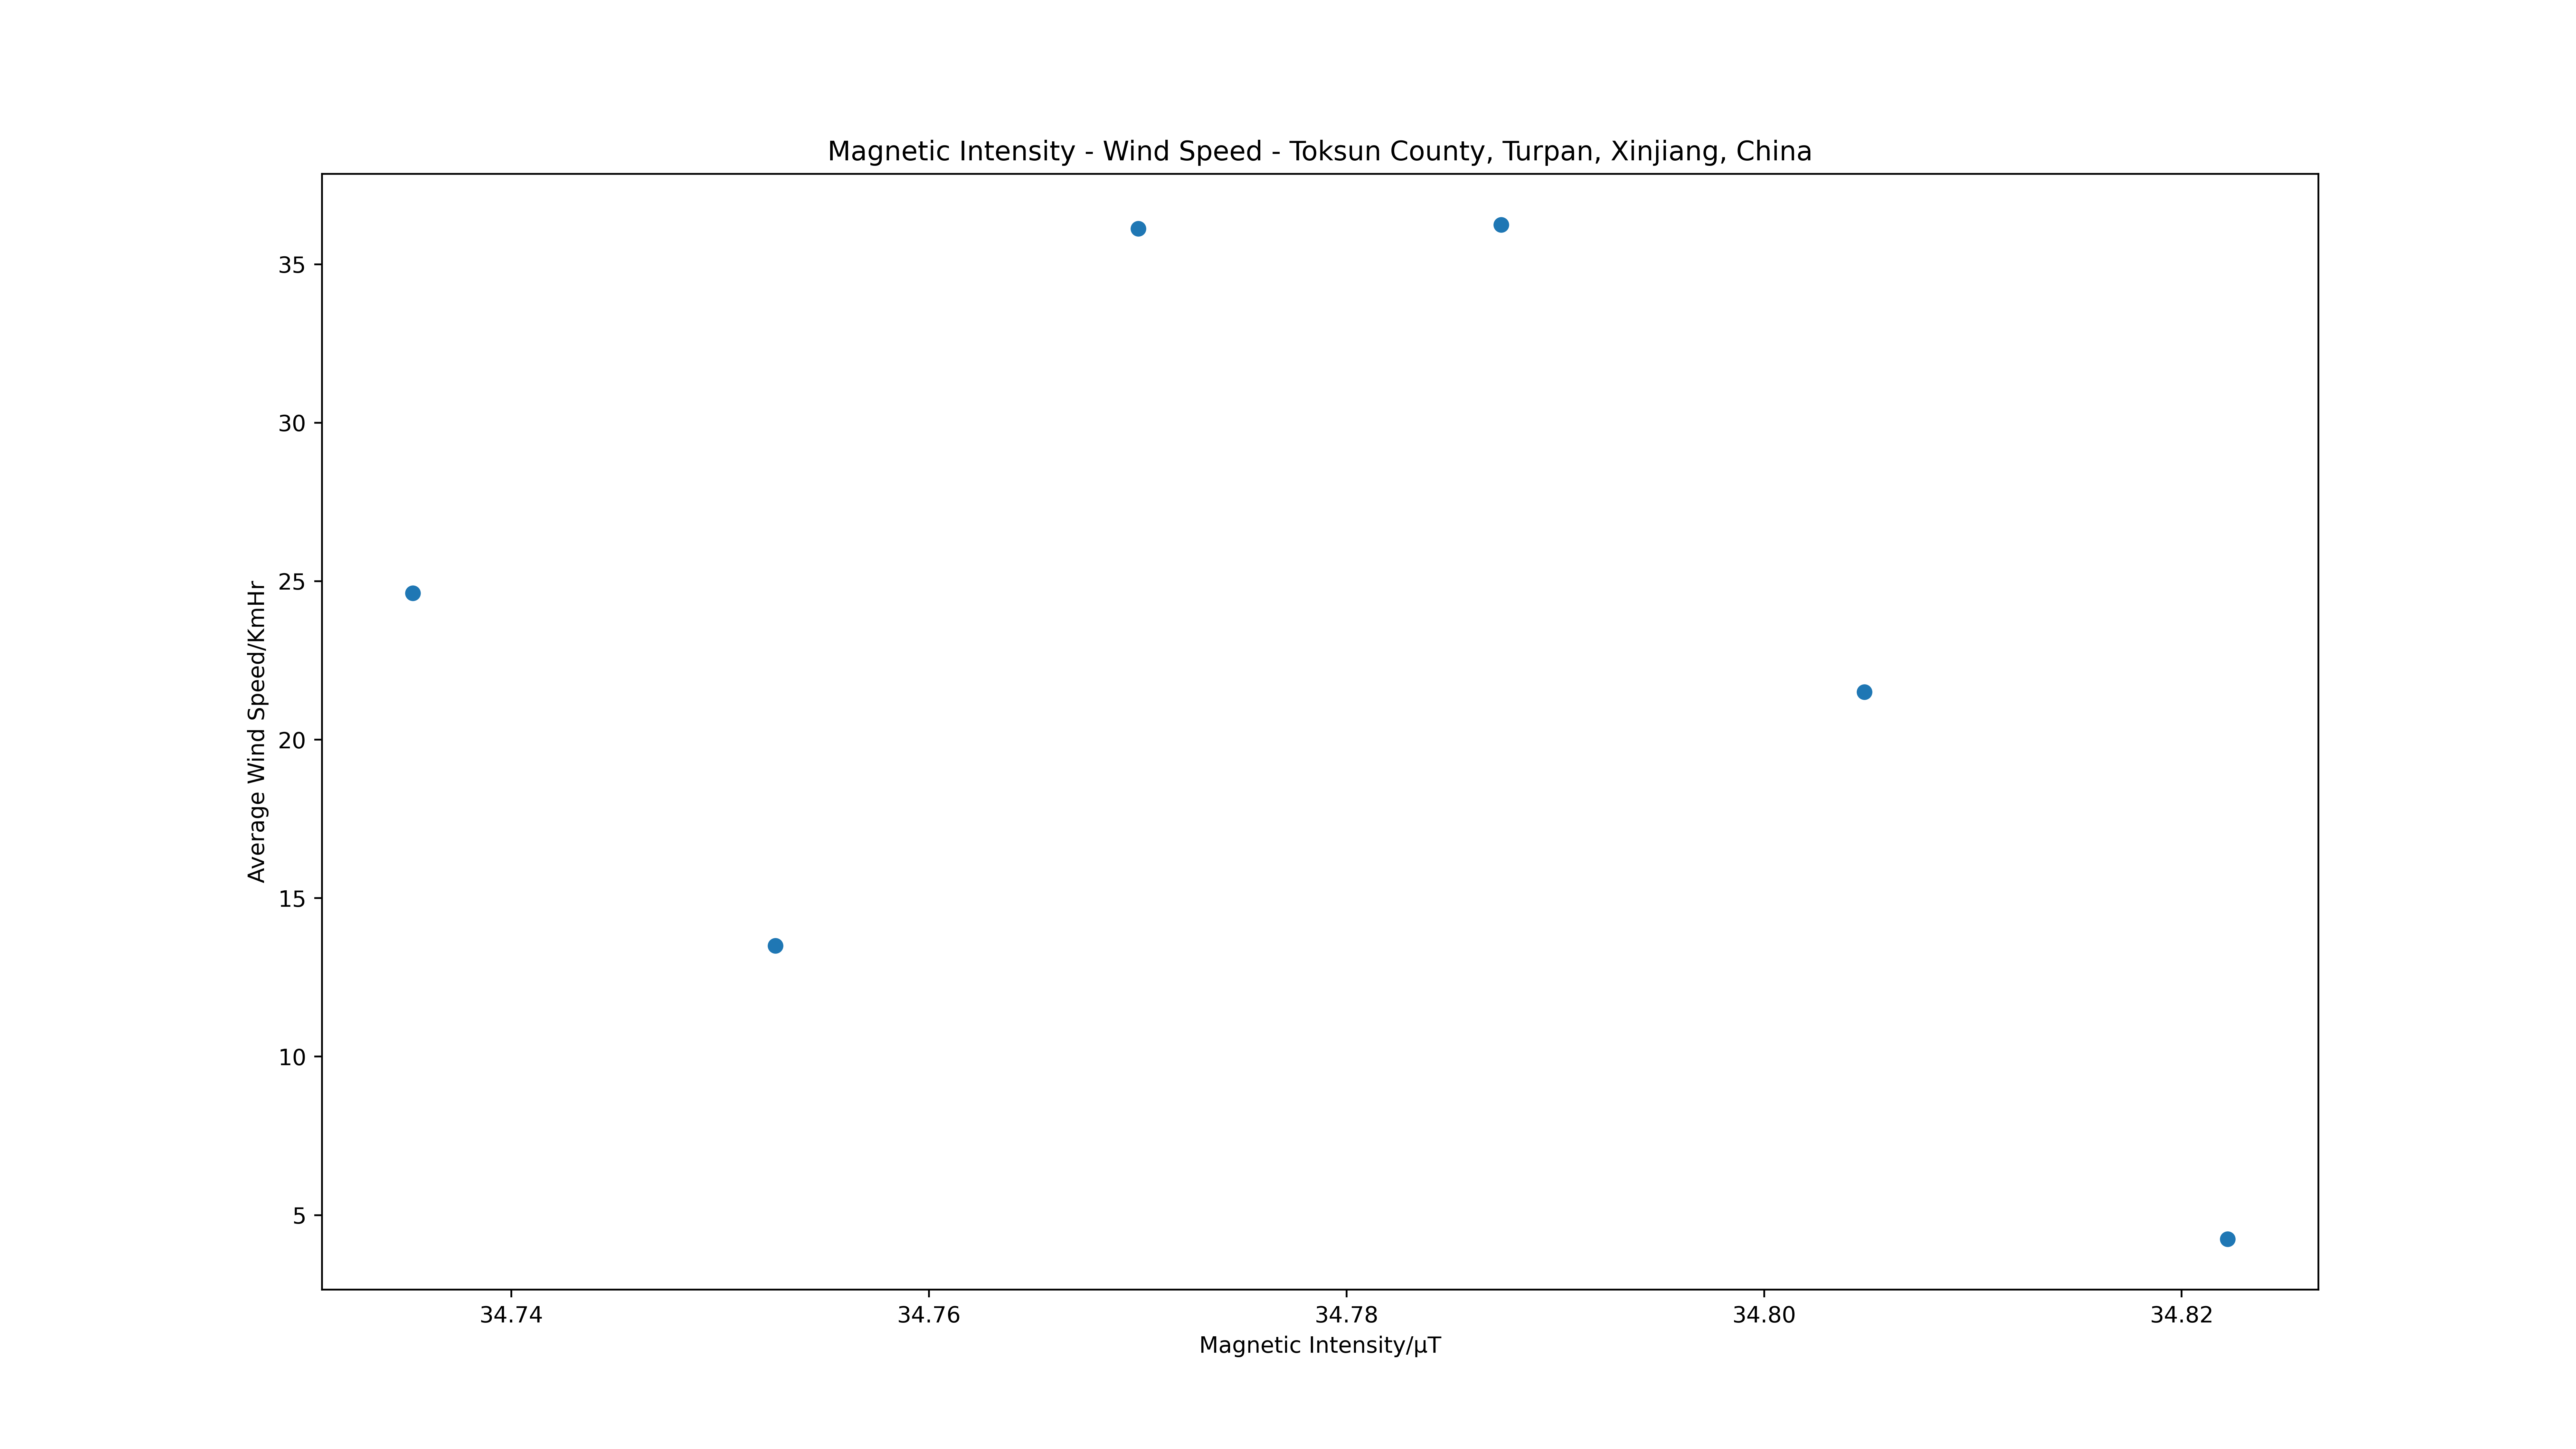 Magnetic Intensity - Wind Speed - Toksun County, Turpan, Xinjiang, China
35
30
25
20
15
10
5
Average Wind Speed/KmHr
34.74 34.76 34.78 34.80 34.82
Magnetic Intensity/μT